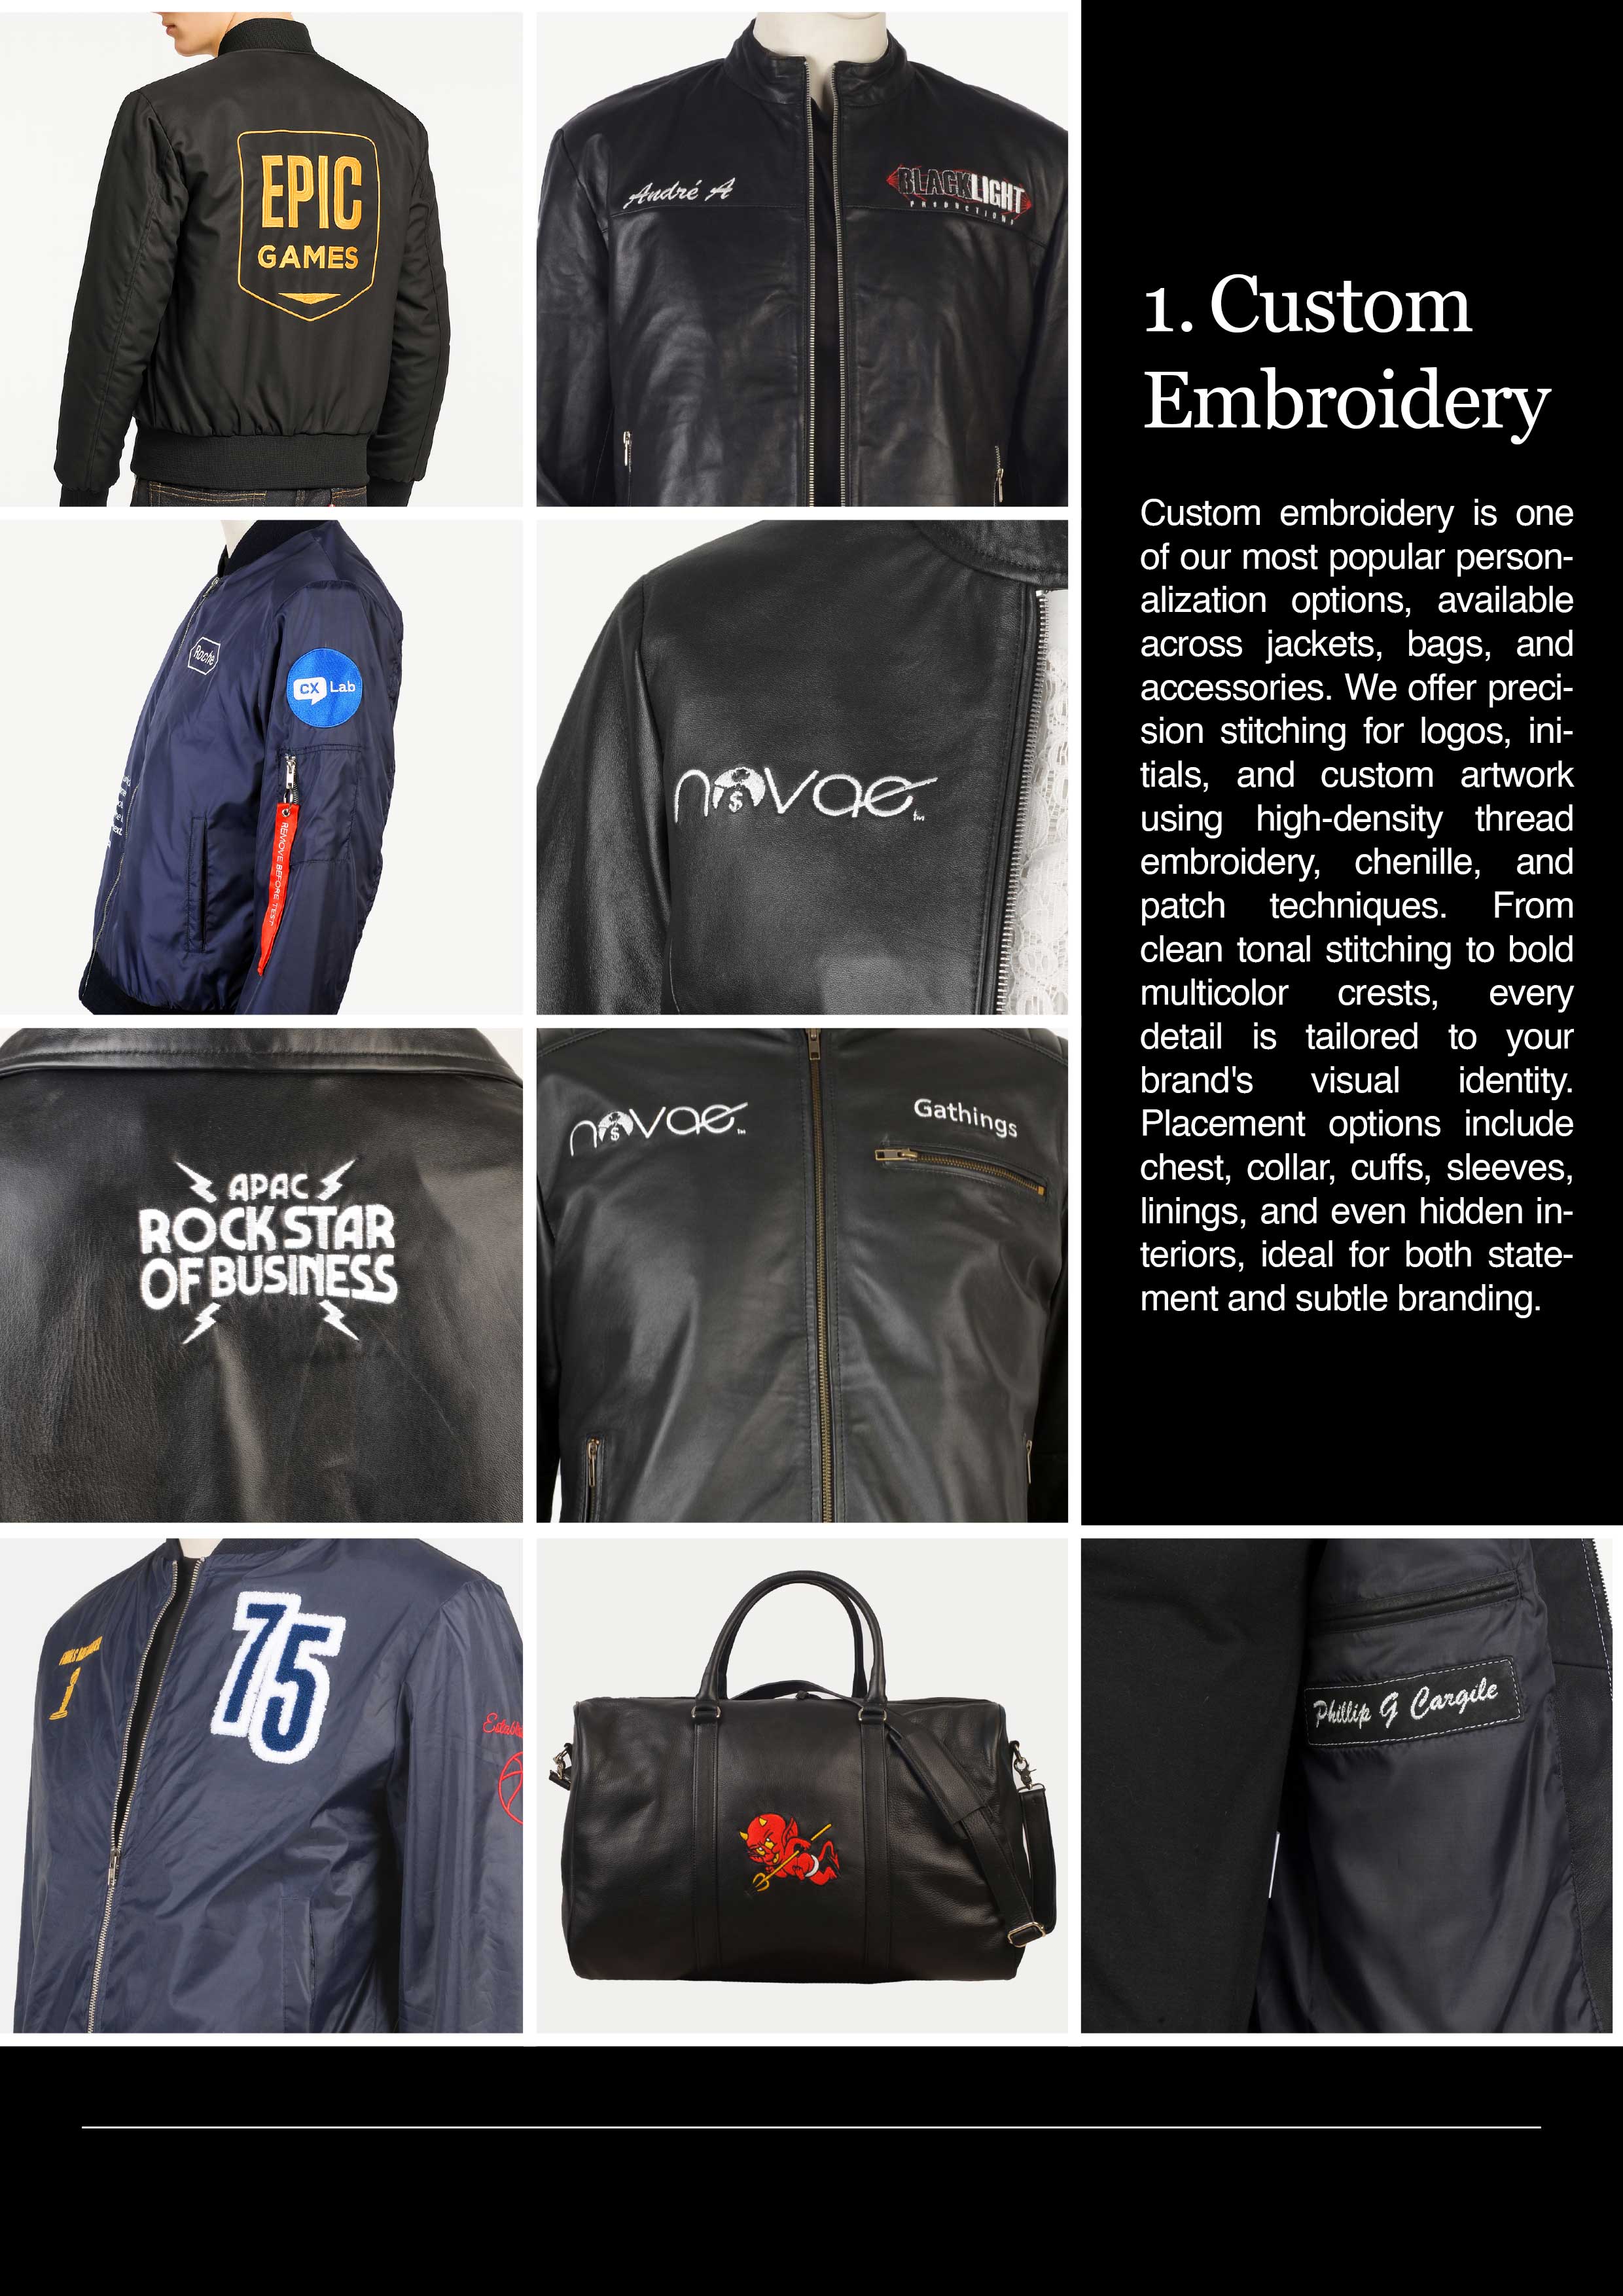 EPIC
GAMES
André A
BLACKLIGHT
PRODUCTIONS
1. Custom
Embroidery
Custom embroidery is one
of our most popular person-
alization options, available
across jackets, bags, and
accessories. We offer preci-
sion stitching for logos, ini-
tials, and custom artwork
using high-density thread
embroidery, chenille, and
patch techniques. From
clean tonal stitching to bold
multicolor crests, every
detail is tailored to your
brand's visual identity.
Placement options include
chest, collar, cuffs, sleeves,
linings, and even hidden in-
teriors, ideal for both state-
ment and subtle branding.
Roche
CX Lab
REMOVE BEFORE TEST
novae
tm
APAC
ROCK STAR
OF BUSINESS
novae
Gathings
75
Phillip G Cargile